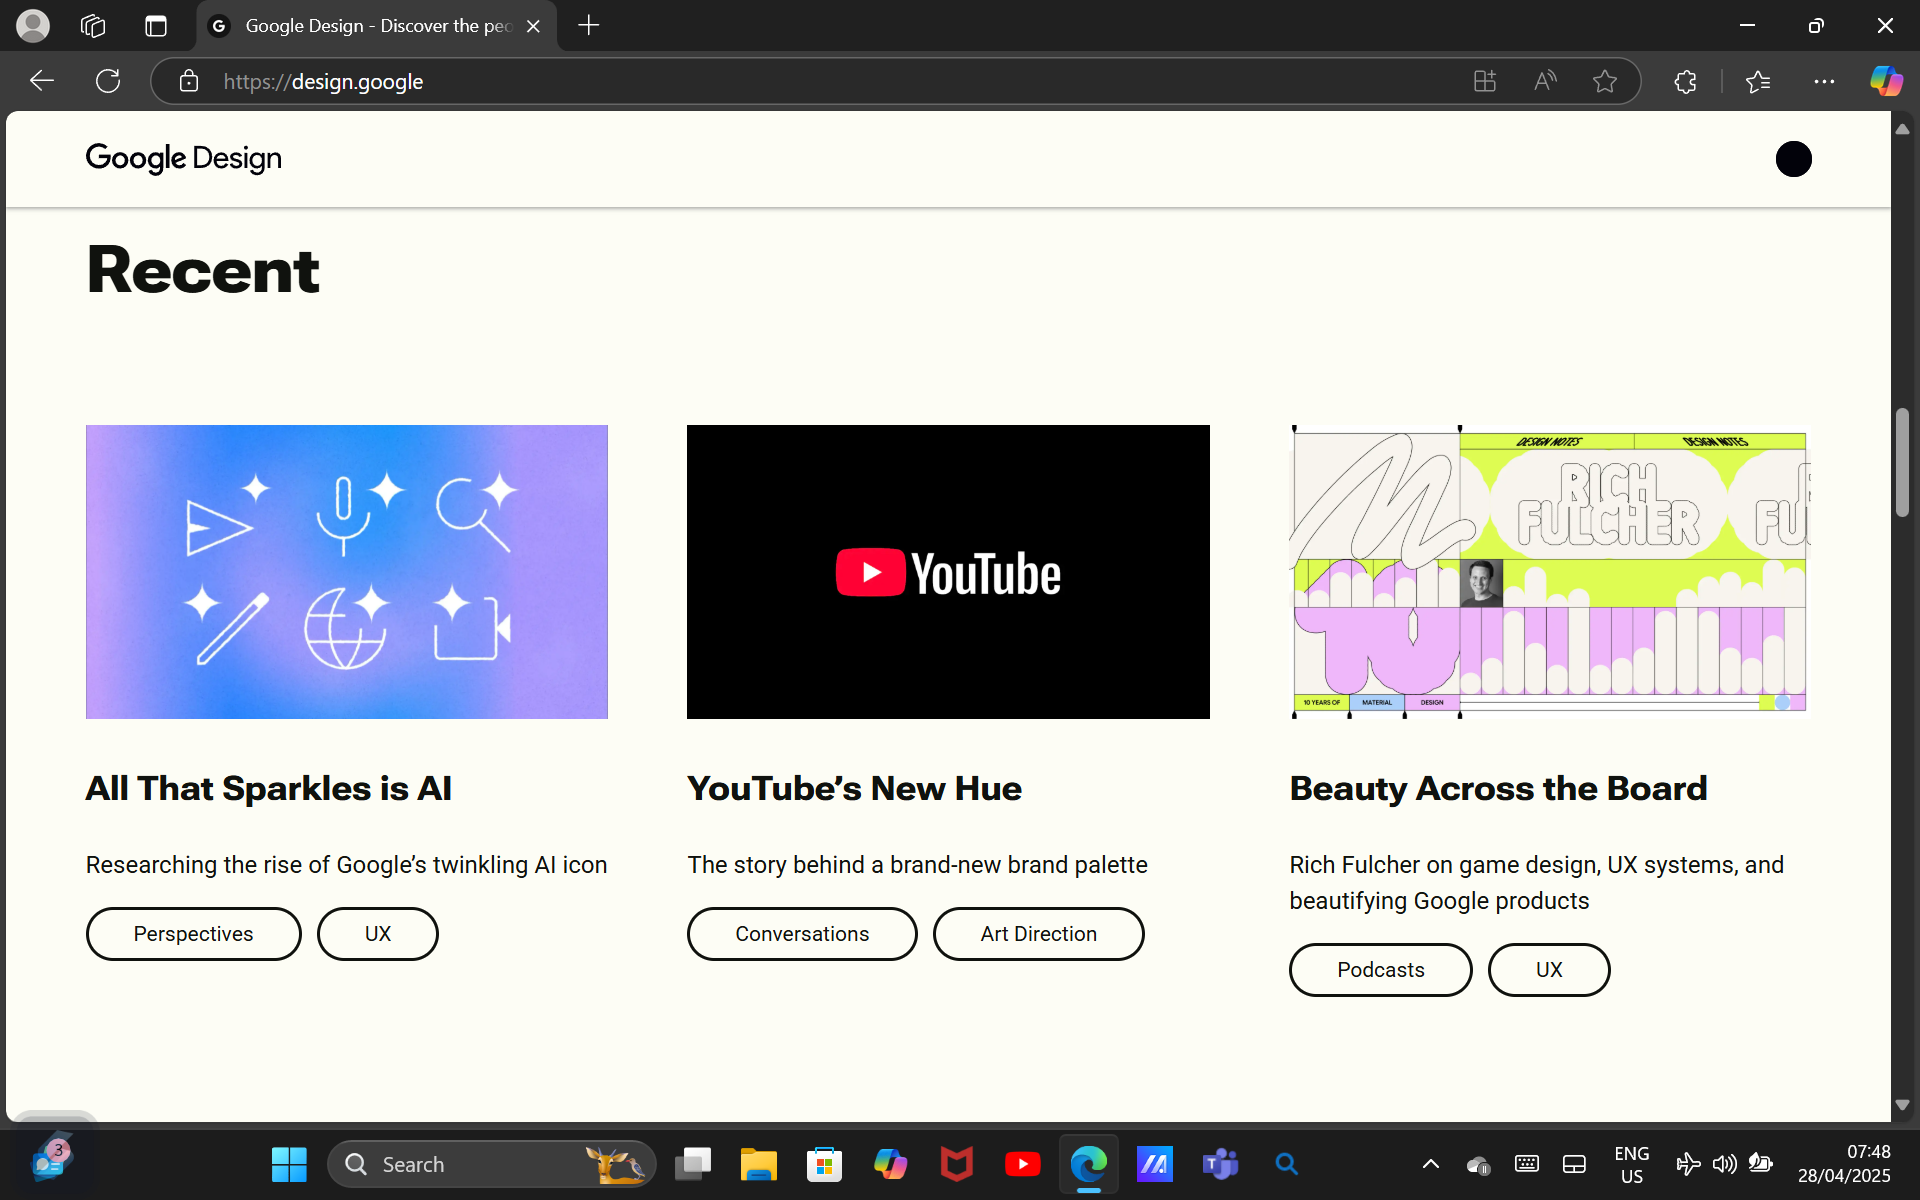 Google Design - Discover the peo
https://design.google
Google Design
Recent
YouTube
DESIGN NOTES
DESIGN NOTES
RICH
FULCHER
FU
10 YEARS OF
MATERIAL
DESIGN
All That Sparkles is AI
YouTube’s New Hue
Beauty Across the Board
Researching the rise of Google’s twinkling AI icon
The story behind a brand-new brand palette
Rich Fulcher on game design, UX systems, and
beautifying Google products
Perspectives
UX
Conversations
Art Direction
Podcasts
UX
3
Search
ENG
US
07:48
28/04/2025